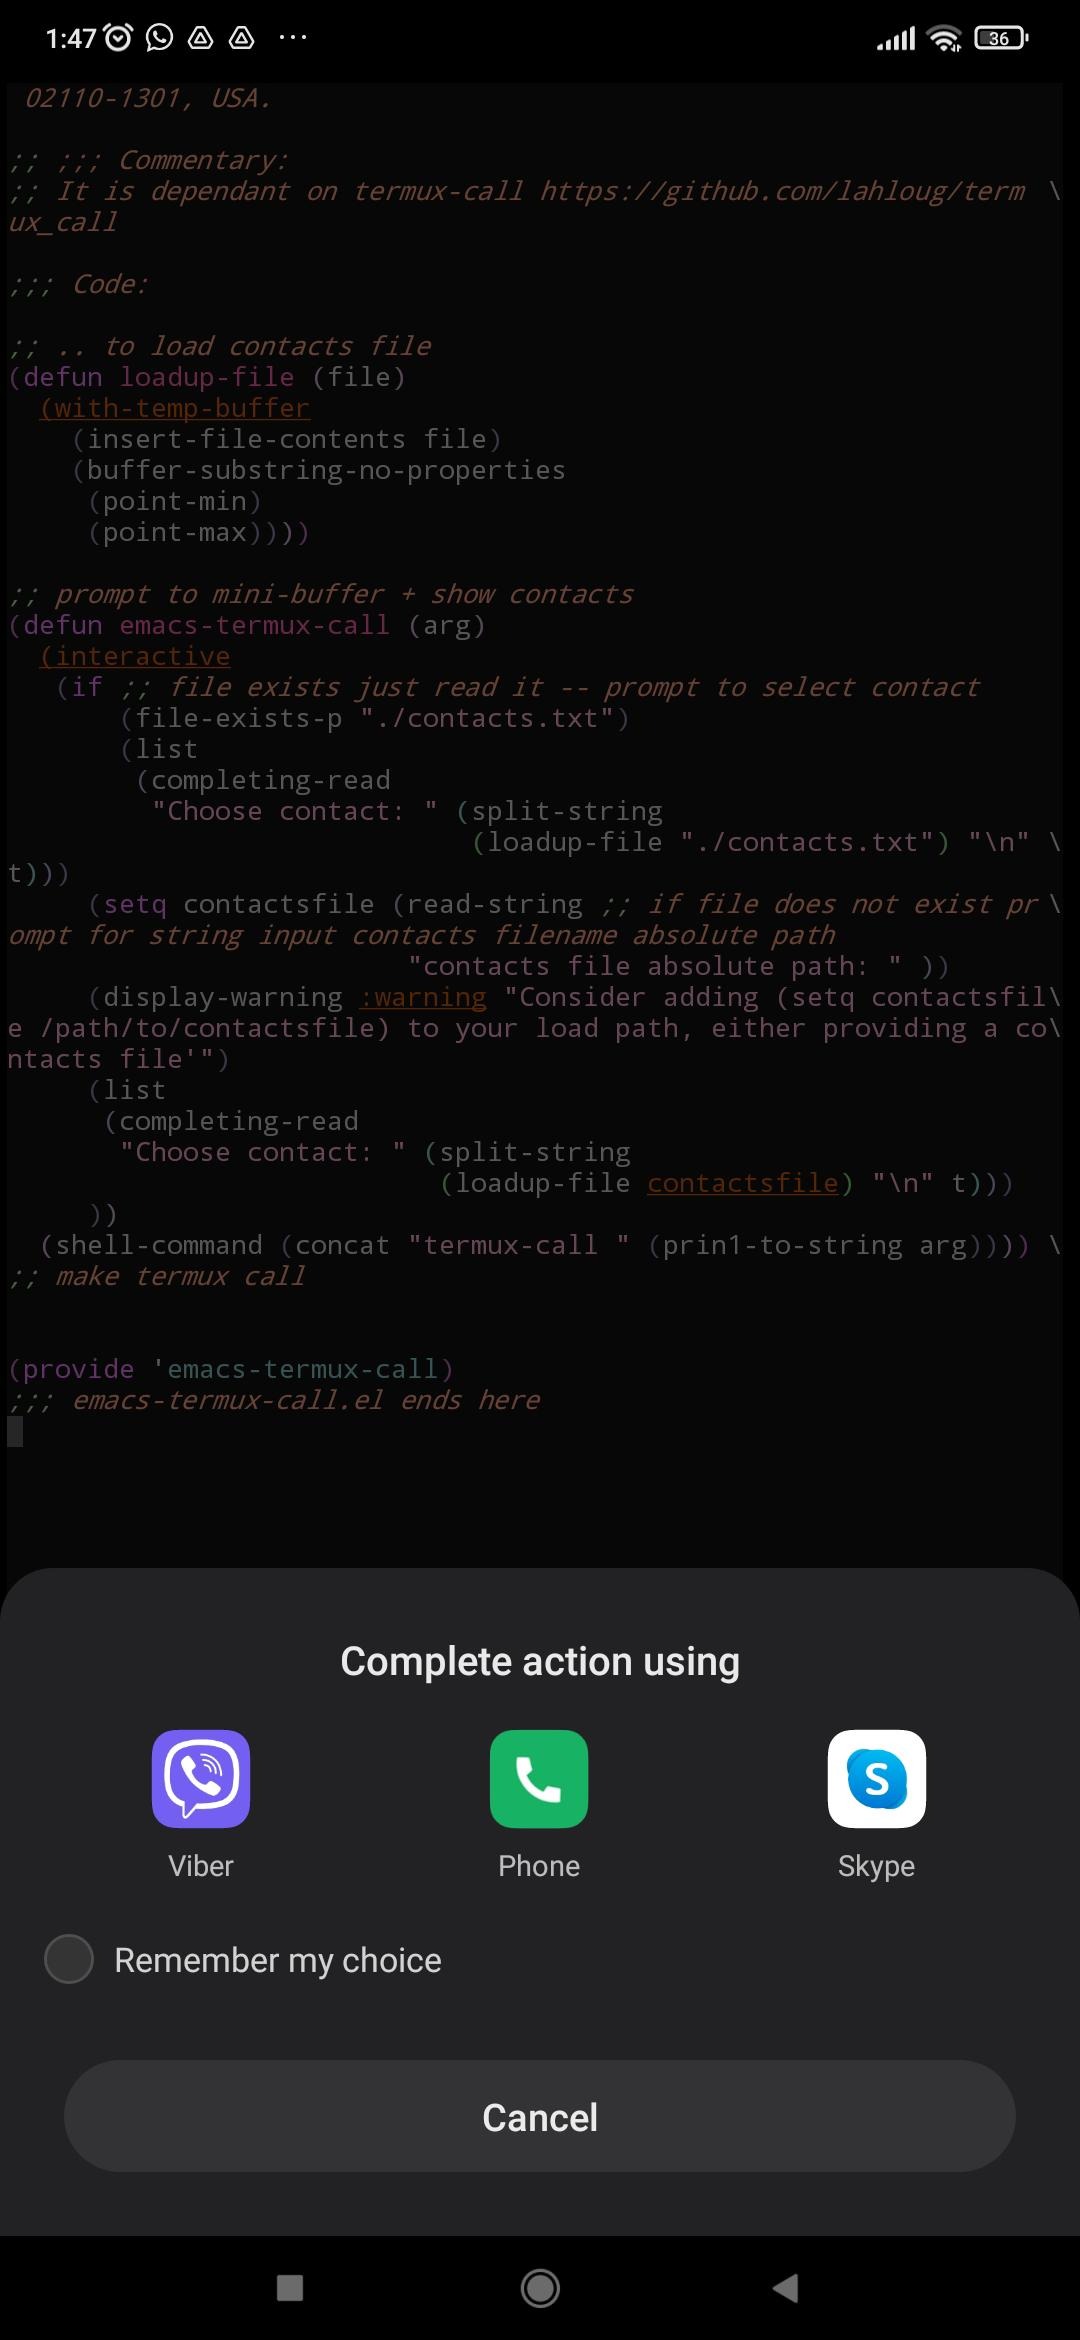 1:47 ... 36
02110-1301, USA.
;; ;;; Commentary:
;; It is dependant on termux-call https://github.com/lahloug/term \
ux_call
;;; Code:
;; .. to load contacts file
(defun loadup-file (file)
(with-temp-buffer
(insert-file-contents file)
(buffer-substring-no-properties
(point-min)
(point-max))))
;; prompt to mini-buffer + show contacts
(defun emacs-termux-call (arg)
(interactive
(if ;; file exists just read it -- prompt to select contact
(file-exists-p "./contacts.txt")
(list
(completing-read
"Choose contact: " (split-string
(loadup-file "./contacts.txt") "\n" \
t)))
(setq contactsfile (read-string ;; if file does not exist pr \
ompt for string input contacts filename absolute path
"contacts file absolute path: " ))
(display-warning :warning "Consider adding (setq contactsfil\
e /path/to/contactsfile) to your load path, either providing a co\
ntacts file'")
(list
(completing-read
"Choose contact: " (split-string
(loadup-file contactsfile) "\n" t)))
))
(shell-command (concat "termux-call " (prin1-to-string arg)))) \
;; make termux call
(provide 'emacs-termux-call)
;;; emacs-termux-call.el ends here
Complete action using
S
Viber Phone Skype
Remember my choice
Cancel